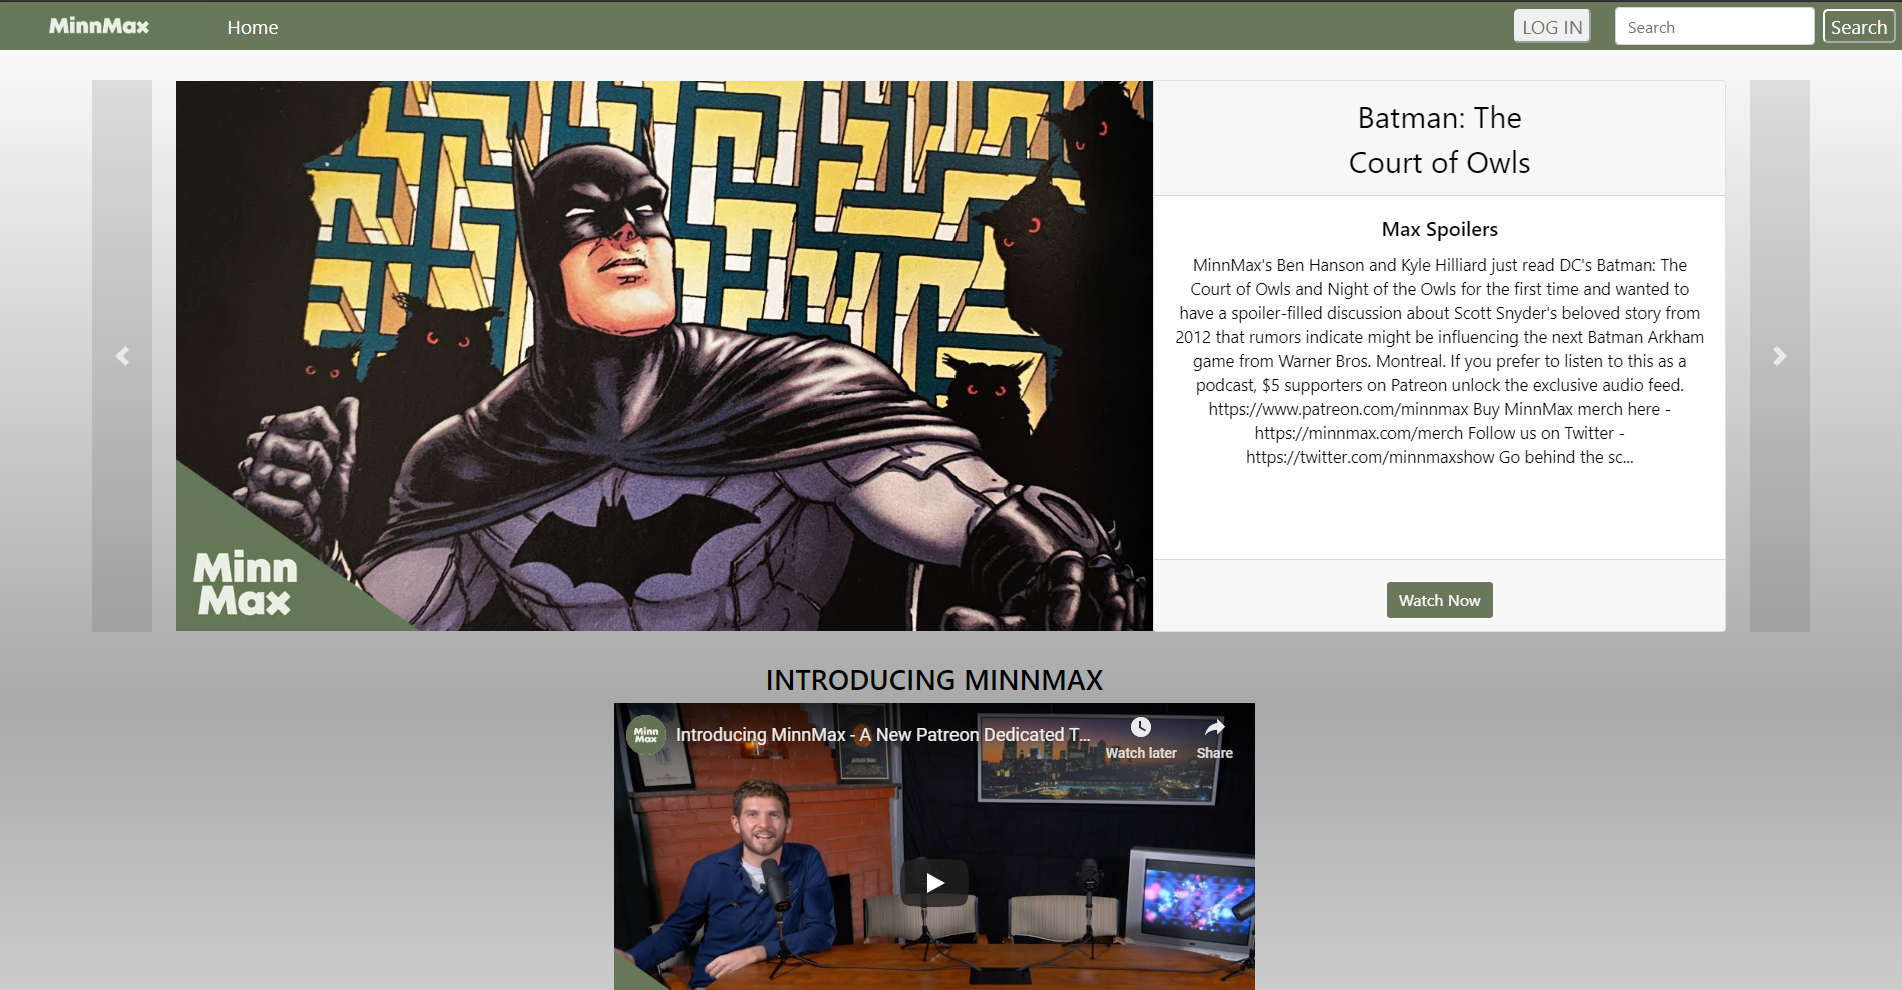 MinnMax
Home
LOG IN
Search
Search
Batman: The
Court of Owls
Max Spoilers
MinnMax's Ben Hanson and Kyle Hilliard just read DC's Batman: The
Court of Owls and Night of the Owls for the first time and wanted to
have a spoiler-filled discussion about Scott Snyder's beloved story from
2012 that rumors indicate might be influencing the next Batman Arkham
game from Warner Bros. Montreal. If you prefer to listen to this as a
podcast, $5 supporters on Patreon unlock the exclusive audio feed.
https://www.patreon.com/minnmax Buy MinnMax merch here -
https://minnmax.com/merch Follow us on Twitter -
https://twitter.com/minnmaxshow Go behind the sc...
Watch Now
Minn
Max
INTRODUCING MINNMAX
Minn
Max
Introducing MinnMax - A New Patreon Dedicated T...
Watch later
Share